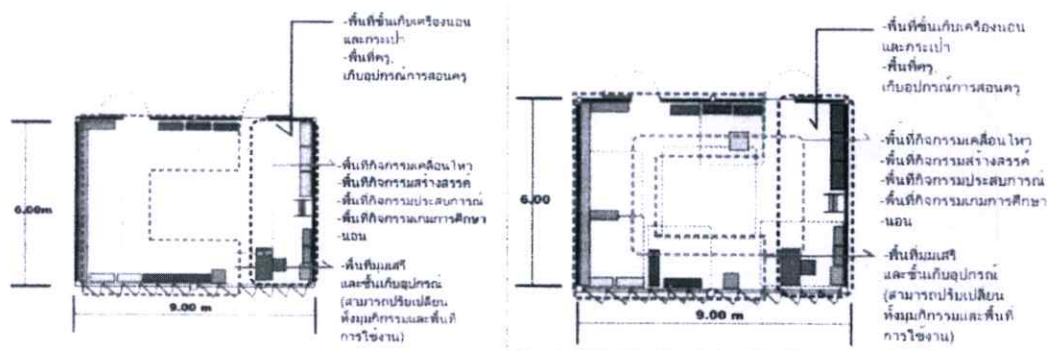 -พื้นที่ชั้นเก็บเครื่องนอน
และกระเป๋า
-พื้นที่ครู,
เก็บอุปกรณ์การสอนครู
-พื้นที่กิจกรรมเคลื่อนไหว
-พื้นที่กิจกรรมสร้างสรรค์
-พื้นที่กิจกรรมประสบการณ์
-พื้นที่กิจกรรมเกมการศึกษา
-นอน
-พื้นที่มุมเสรี
และชั้นเก็บอุปกรณ์
(สามารถปรับเปลี่ยน
ทั้งมุมกิกรรมและพื้นที่
การใช้งาน)
6.00m
9.00 m
-พื้นที่ชั้นเก็บเครื่องนอน
และกระเป๋า
-พื้นที่ครู,
เก็บอุปกรณ์การสอนครู
-พื้นที่กิจกรรมเคลื่อนไหว
-พื้นที่กิจกรรมสร้างสรรค์
-พื้นที่กิจกรรมประสบการณ์
-พื้นที่กิจกรรมเกมการศึกษา
-นอน
-พื้นที่มุมเสรี
และชั้นเก็บอุปกรณ์
(สามารถปรับเปลี่ยน
ทั้งมุมกิกรรมและพื้นที่
การใช้งาน)
6.00
9.00 m